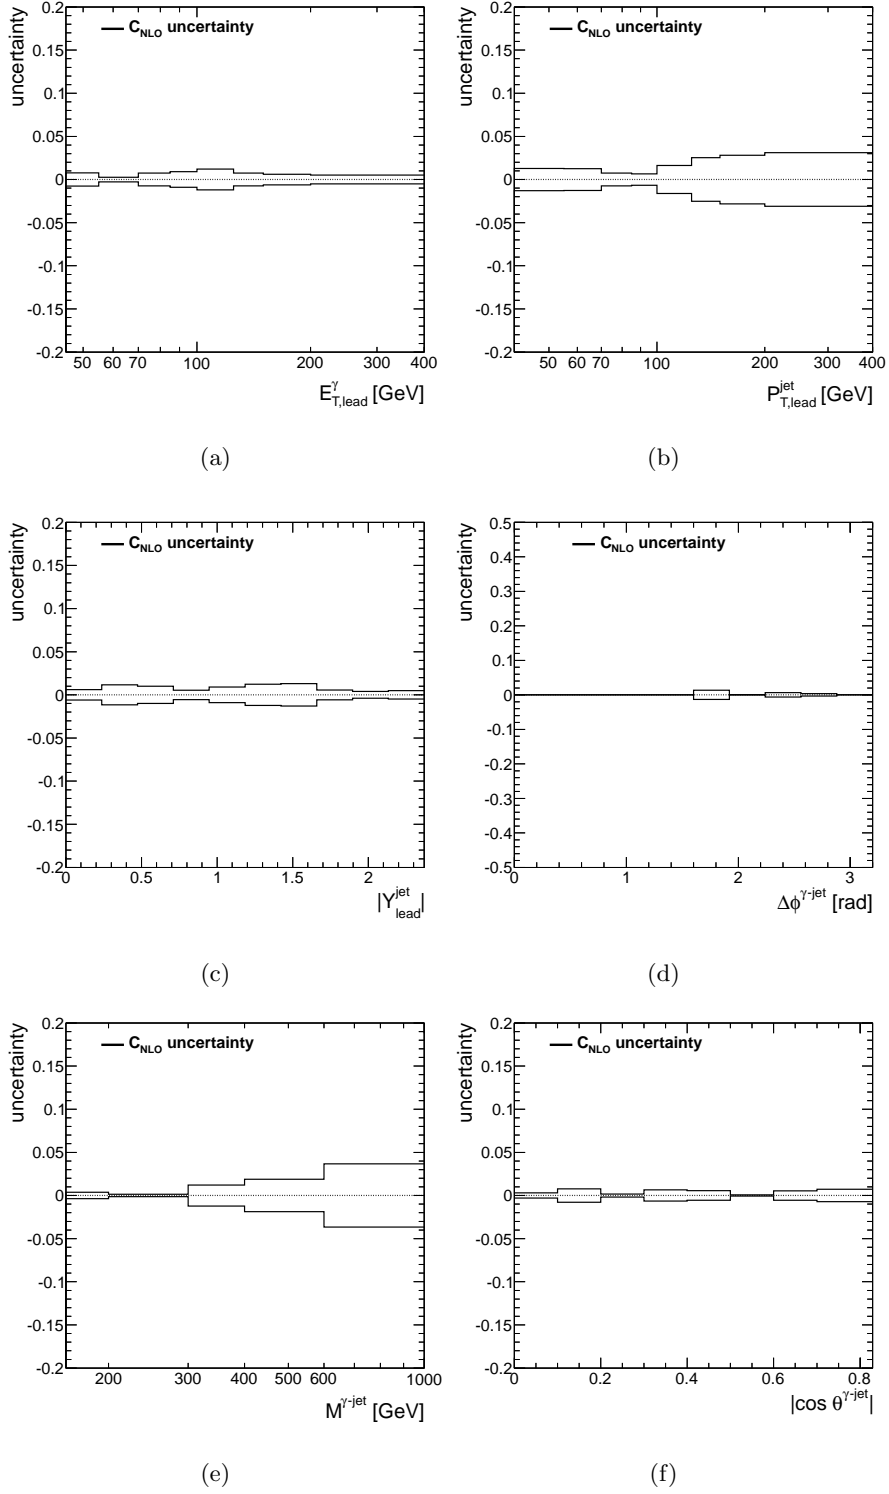 uncertainty
C_NLO uncertainty
0.2
0.15
0.1
0.05
0
-0.05
-0.1
-0.15
-0.2
50 60 70 100 200 300 400
E^γ_T,lead [GeV]
(a)
uncertainty
C_NLO uncertainty
0.2
0.15
0.1
0.05
0
-0.05
-0.1
-0.15
-0.2
50 60 70 100 200 300 400
P^jet_T,lead [GeV]
(b)
uncertainty
C_NLO uncertainty
0.2
0.15
0.1
0.05
0
-0.05
-0.1
-0.15
-0.2
0 0.5 1 1.5 2
|Y^jet_lead|
(c)
uncertainty
C_NLO uncertainty
0.5
0.4
0.3
0.2
0.1
0
-0.1
-0.2
-0.3
-0.4
-0.5
0 1 2 3
Δϕ^γ-jet [rad]
(d)
uncertainty
C_NLO uncertainty
0.2
0.15
0.1
0.05
0
-0.05
-0.1
-0.15
-0.2
200 300 400 500 600 1000
M^γ-jet [GeV]
(e)
uncertainty
C_NLO uncertainty
0.2
0.15
0.1
0.05
0
-0.05
-0.1
-0.15
-0.2
0 0.2 0.4 0.6 0.8
|cos θ^γ-jet|
(f)